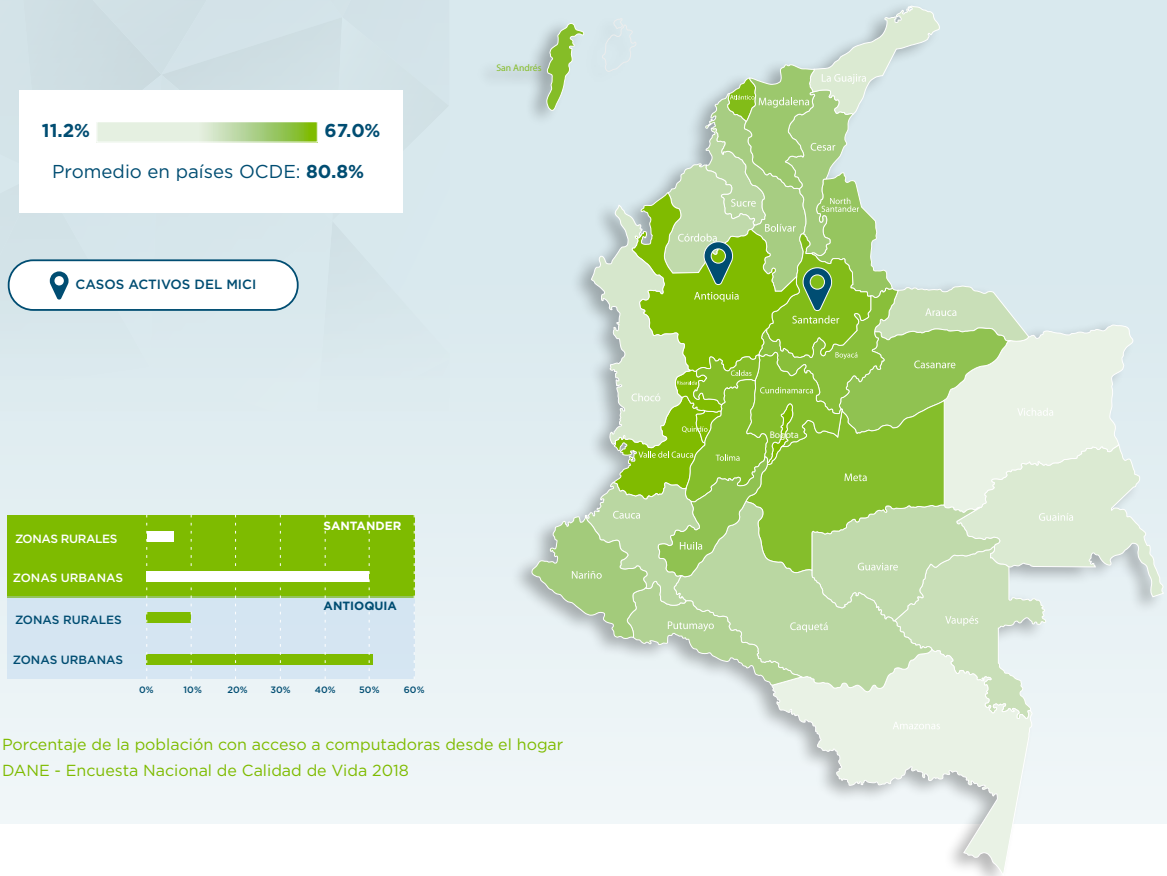 San Andrés
11.2%
67.0%
Promedio en países OCDE: 80.8%
CASOS ACTIVOS DEL MICI
La Guajira
Atlántico
Magdalena
Cesar
North
Santander
Sucre
Bolívar
Córdoba
Antioquia
Santander
Arauca
Boyacá
Casanare
Caldas
Risaralda
Cundinamarca
Chocó
Vichada
Quindío
Bogota
Valle del Cauca
Tolima
Meta
Cauca
Guainía
Huila
Guaviare
Nariño
Putumayo
Caquetá
Vaupés
Amazonas
SANTANDER
ZONAS RURALES
ZONAS URBANAS
ANTIOQUIA
ZONAS RURALES
ZONAS URBANAS
0% 10% 20% 30% 40% 50% 60%
Porcentaje de la población con acceso a computadoras desde el hogar
DANE - Encuesta Nacional de Calidad de Vida 2018